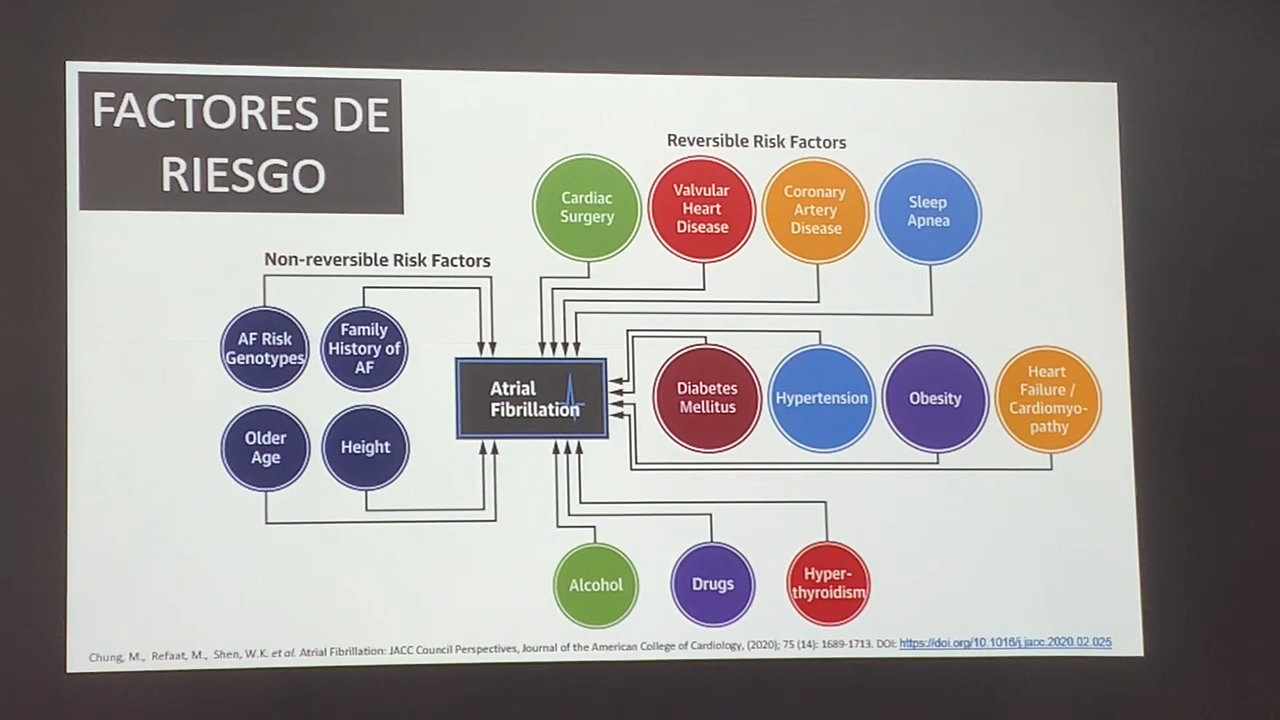 FACTORES DE
RIESGO
Reversible Risk Factors
Cardiac
Surgery
Valvular
Heart
Disease
Coronary
Artery
Disease
Sleep
Apnea
Non-reversible Risk Factors
AF Risk
Genotypes
Family
History of
AF
Older
Age
Height
Atrial
Fibrillation
Diabetes
Mellitus
Hypertension
Obesity
Heart
Failure /
Cardiomyo-
pathy
Alcohol
Drugs
Hyper-
thyroidism
Chung, M., Refaat, M., Shen, W.K. et al. Atrial Fibrillation: JACC Council Perspectives, Journal of the American College of Cardiology, (2020); 75 (14): 1689-1713. DOI: https://doi.org/10.1016/j.jacc.2020.02.025